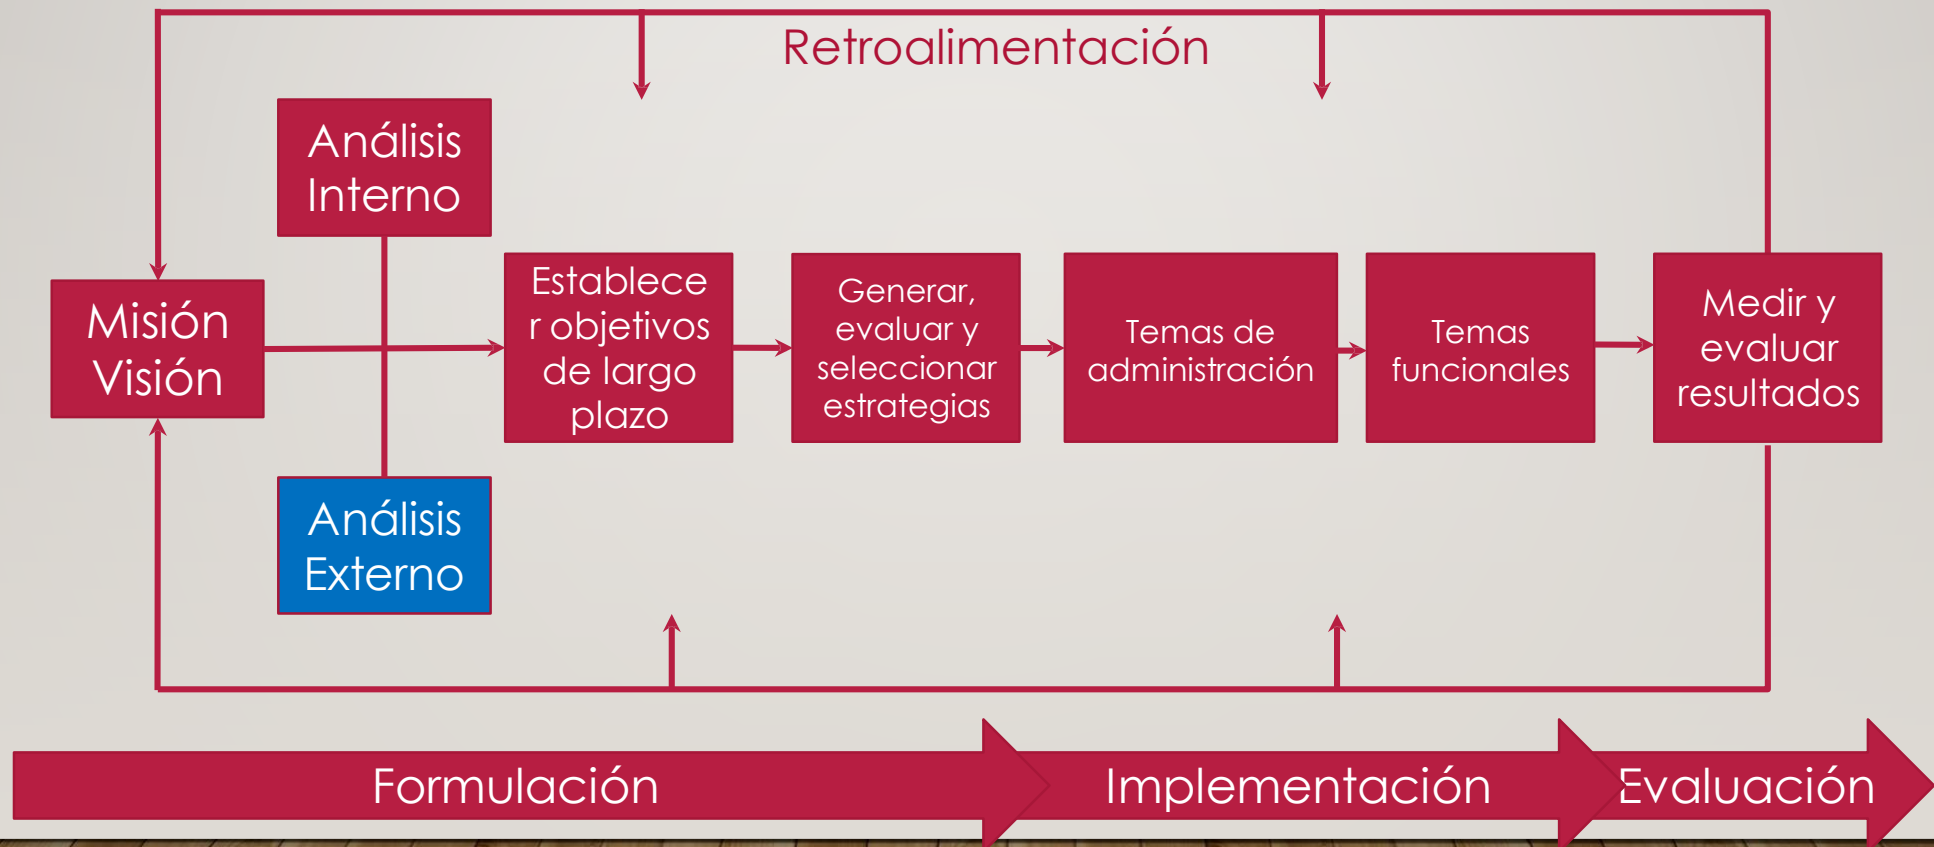 Retroalimentación
Análisis
Interno
Misión
Visión
Establece
r objetivos
de largo
plazo
Generar,
evaluar y
seleccionar
estrategias
Temas de
administración
Temas
funcionales
Medir y
evaluar
resultados
Análisis
Externo
Formulación
Implementación
Evaluación